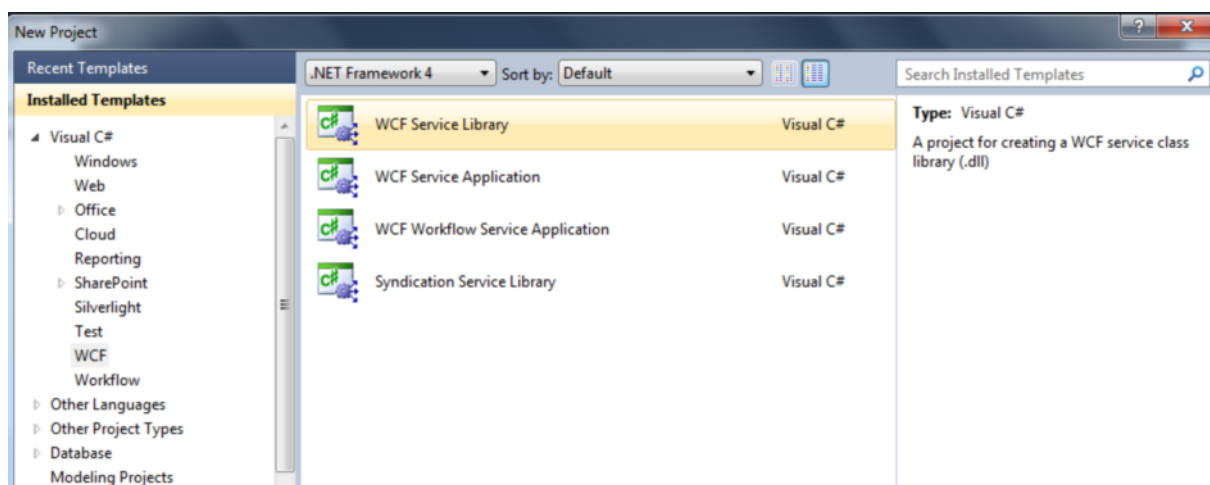 New Project
Recent Templates
Installed Templates
Visual C#
Windows
Web
Office
Cloud
Reporting
SharePoint
Silverlight
Test
WCF
Workflow
Other Languages
Other Project Types
Database
Modeling Projects
.NET Framework 4
Sort by: Default
WCF Service Library Visual C#
WCF Service Application Visual C#
WCF Workflow Service Application Visual C#
Syndication Service Library Visual C#
Search Installed Templates
Type: Visual C#
A project for creating a WCF service class
library (.dll)